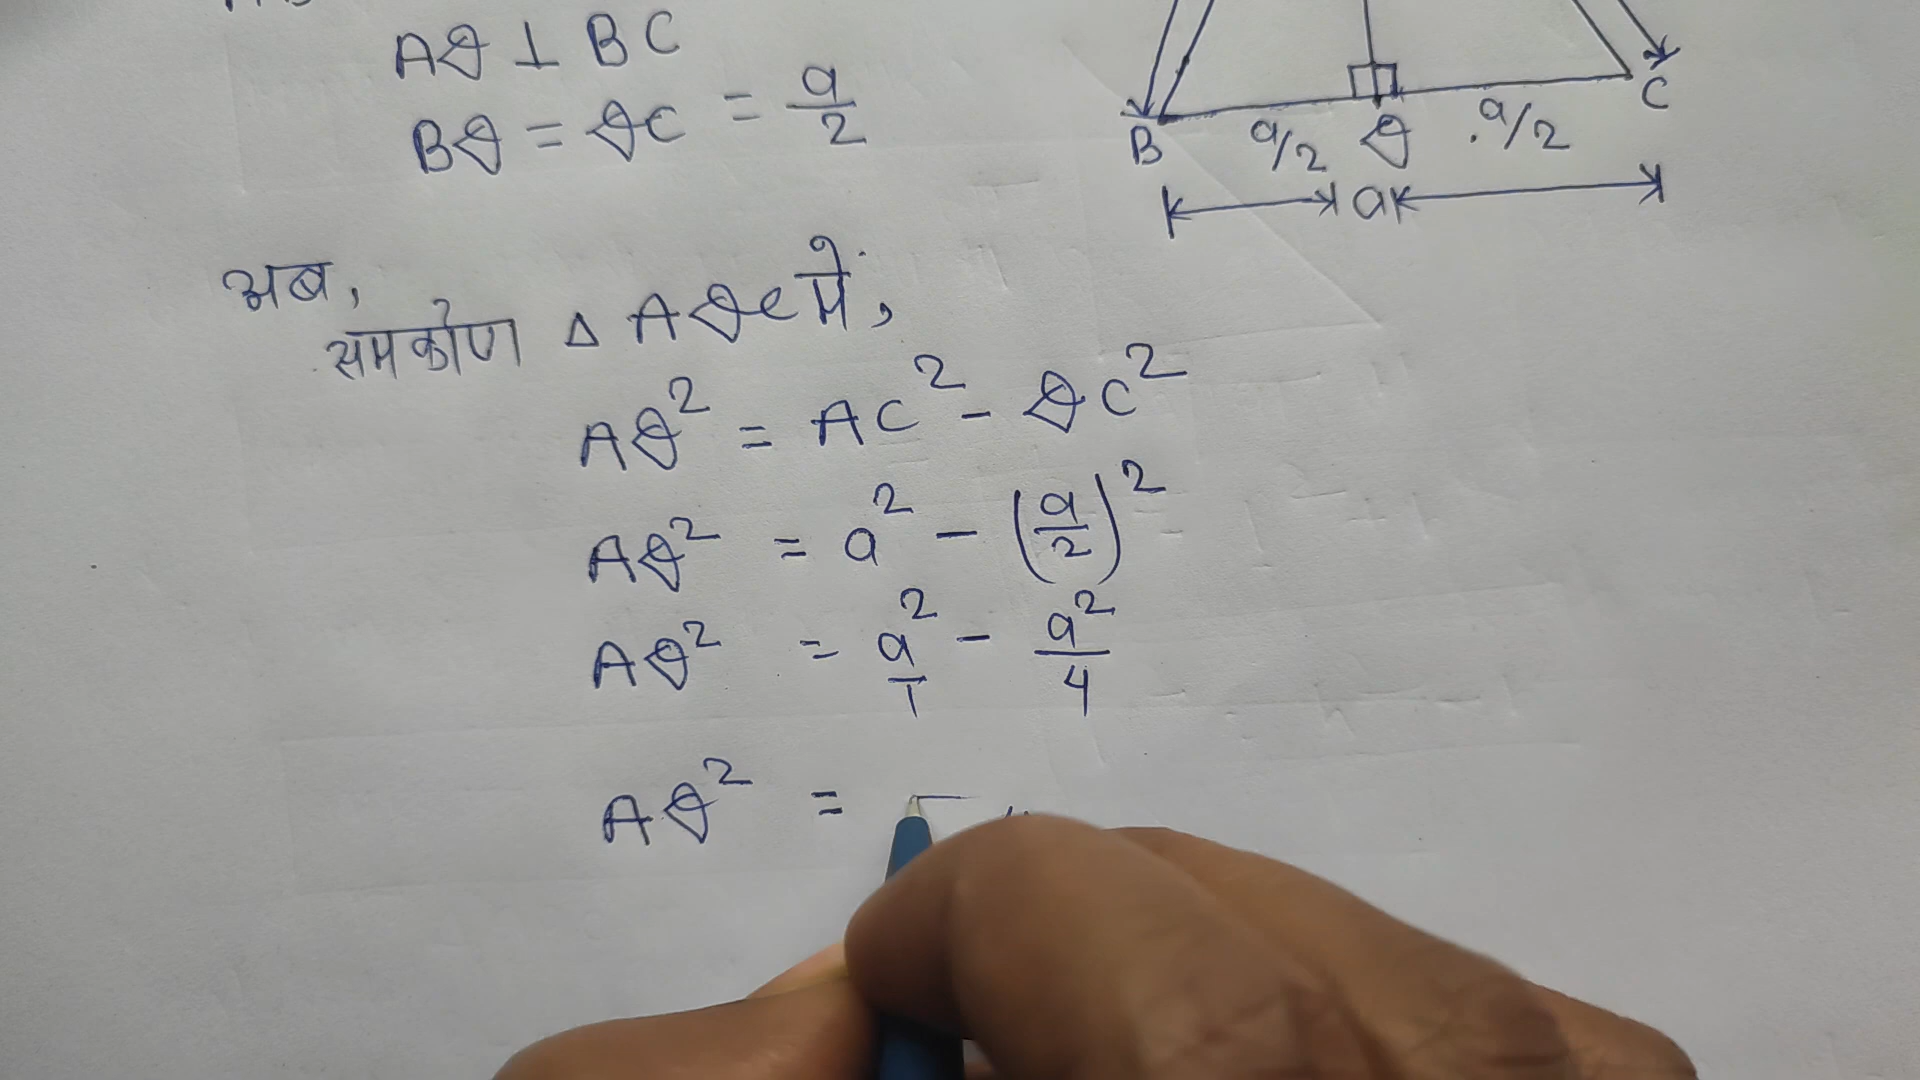 AD ⊥ BC
BD = DC = a/2
B a/2 D a/2 C
a
अब,
समकोण Δ ADC में,
AD² = AC² - DC²
AD² = a² - (a/2)²
AD² = a²/1 - a²/4
AD² =